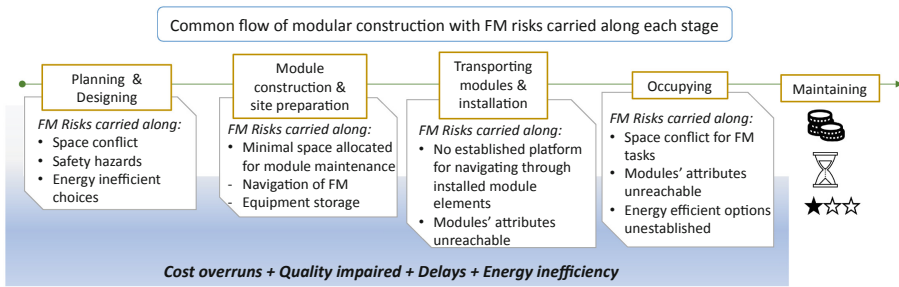 Common flow of modular construction with FM risks carried along each stage
Planning &
Designing
FM Risks carried along:
• Space conflict
• Safety hazards
• Energy inefficient
choices
Module
construction &
site preparation
FM Risks carried along:
• Minimal space allocated
for module maintenance
- Navigation of FM
- Equipment storage
Transporting
modules &
installation
FM Risks carried along:
• No established platform
for navigating through
installed module
elements
• Modules' attributes
unreachable
Occupying
FM Risks carried along:
• Space conflict for FM
tasks
• Modules' attributes
unreachable
• Energy efficient options
unestablished
Maintaining
Cost overruns + Quality impaired + Delays + Energy inefficiency